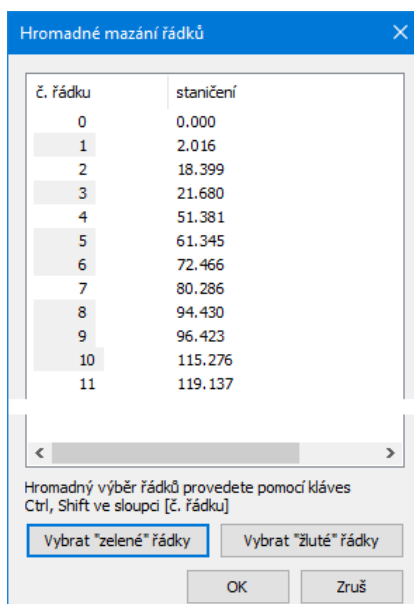 Hromadné mazání řádků
č. řádku staničení
0 0.000
1 2.016
2 18.399
3 21.680
4 51.381
5 61.345
6 72.466
7 80.286
8 94.430
9 96.423
10 115.276
11 119.137
Hromadný výběr řádků provedete pomocí kláves
Ctrl, Shift ve sloupci [č. řádku]
Vybrat "zelené" řádky Vybrat "žluté" řádky
OK Zruš